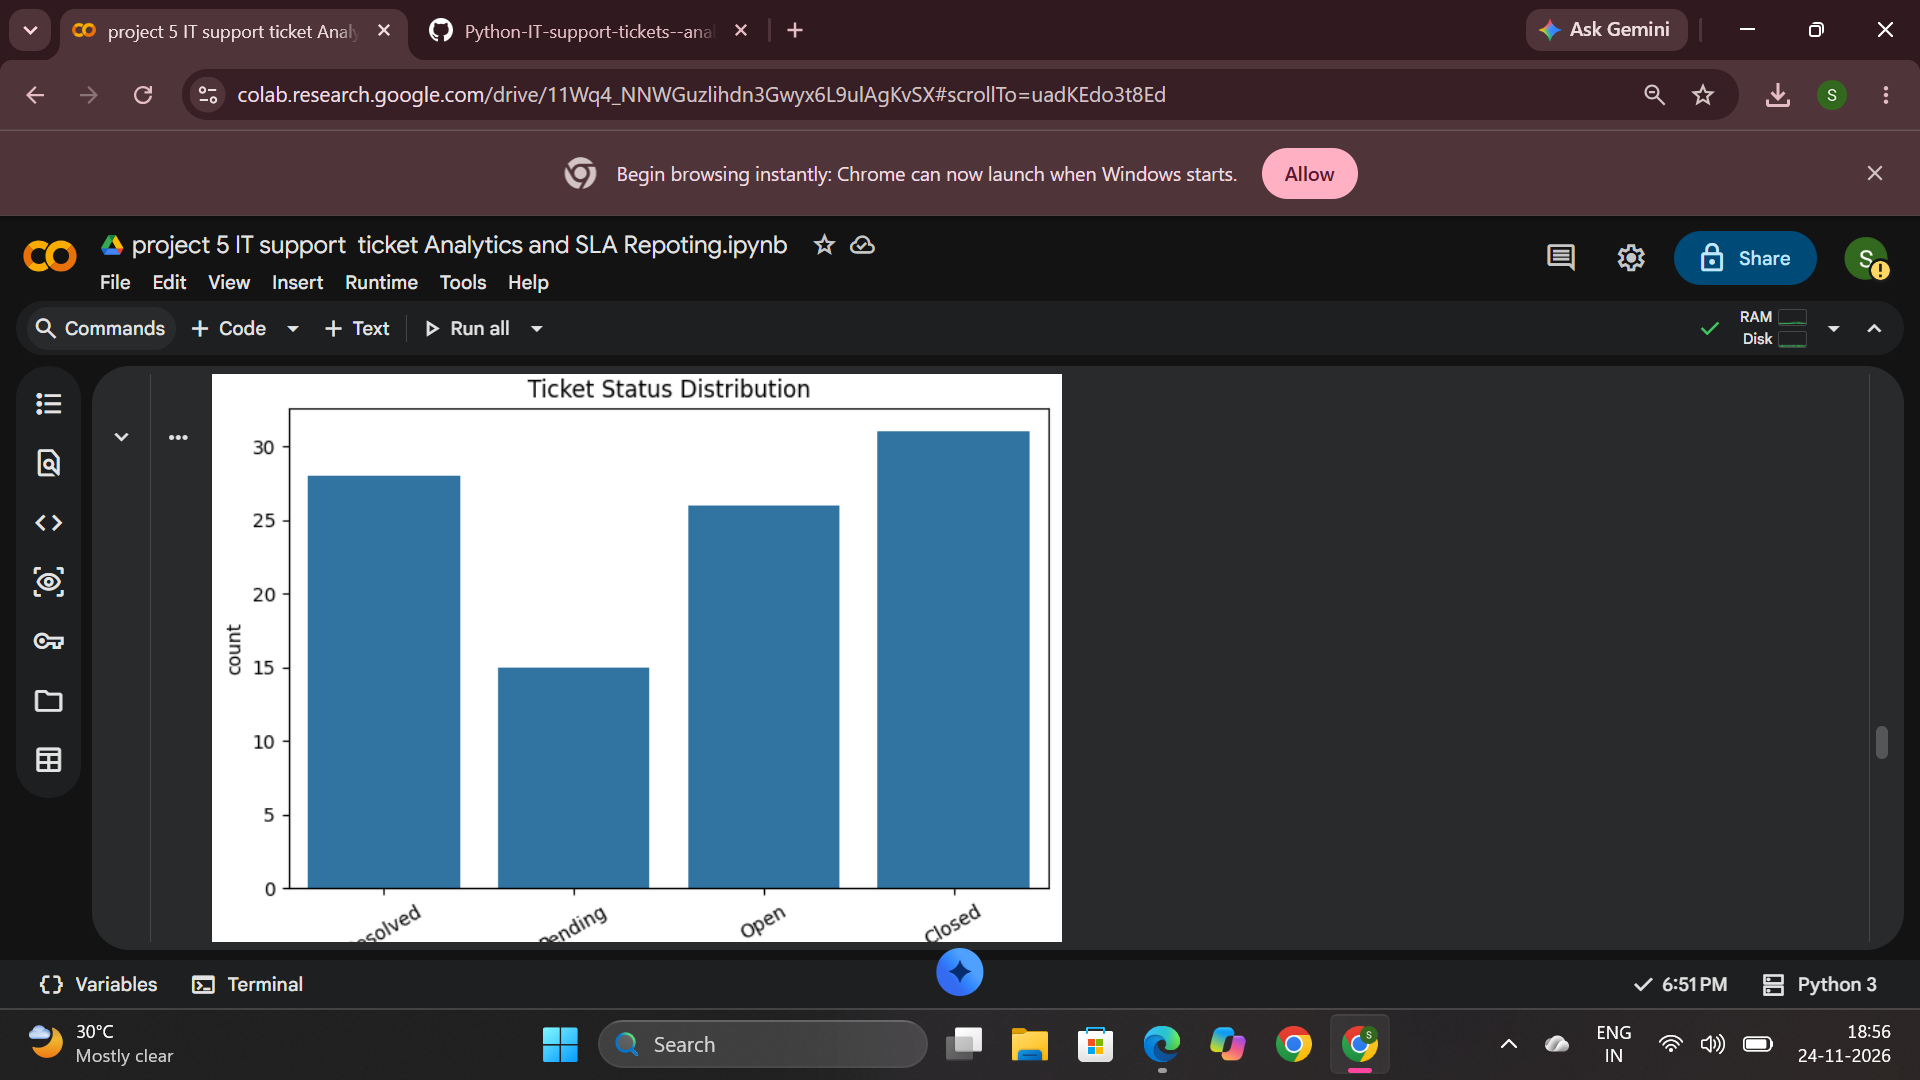 project 5 IT support ticket Anal
Python-IT-support-tickets--anal
Ask Gemini
colab.research.google.com/drive/11Wq4_NNWGuzlihdn3Gwyx6L9ulAgKvSX#scrollTo=uadKEdo3t8Ed
S
Begin browsing instantly: Chrome can now launch when Windows starts.
Allow
project 5 IT support ticket Analytics and SLA Repoting.ipynb
Share
S
File Edit View Insert Runtime Tools Help
Commands + Code + Text Run all
RAM
Disk
Ticket Status Distribution
30
25
20
15
10
5
0
count
esolved
Pending
Open
Closed
Variables
Terminal
6:51 PM
Python 3
30°C
Mostly clear
Search
S
ENG
IN
18:56
24-11-2026